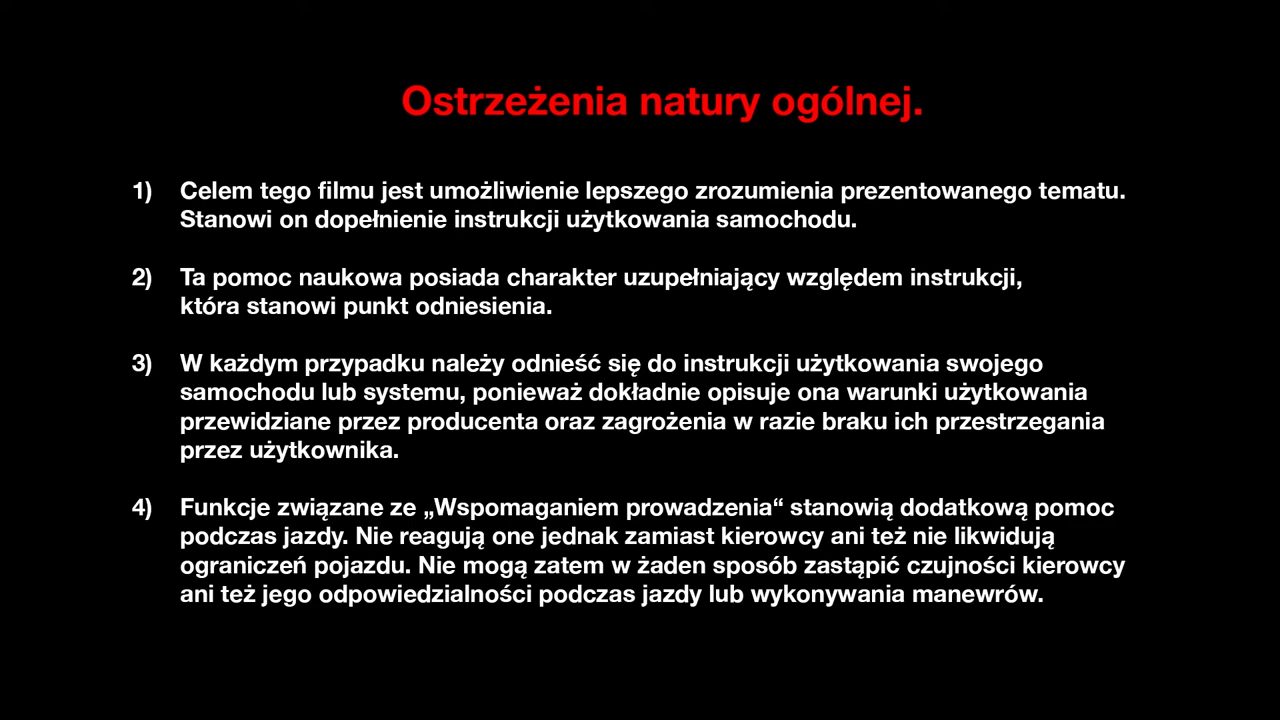 Ostrzeżenia natury ogólnej.
1) Celem tego filmu jest umożliwienie lepszego zrozumienia prezentowanego tematu.
Stanowi on dopełnienie instrukcji użytkowania samochodu.
2) Ta pomoc naukowa posiada charakter uzupełniający względem instrukcji,
która stanowi punkt odniesienia.
3) W każdym przypadku należy odnieść się do instrukcji użytkowania swojego
samochodu lub systemu, ponieważ dokładnie opisuje ona warunki użytkowania
przewidziane przez producenta oraz zagrożenia w razie braku ich przestrzegania
przez użytkownika.
4) Funkcje związane ze „Wspomaganiem prowadzenia“ stanowią dodatkową pomoc
podczas jazdy. Nie reagują one jednak zamiast kierowcy ani też nie likwidują
ograniczeń pojazdu. Nie mogą zatem w żaden sposób zastąpić czujności kierowcy
ani też jego odpowiedzialności podczas jazdy lub wykonywania manewrów.